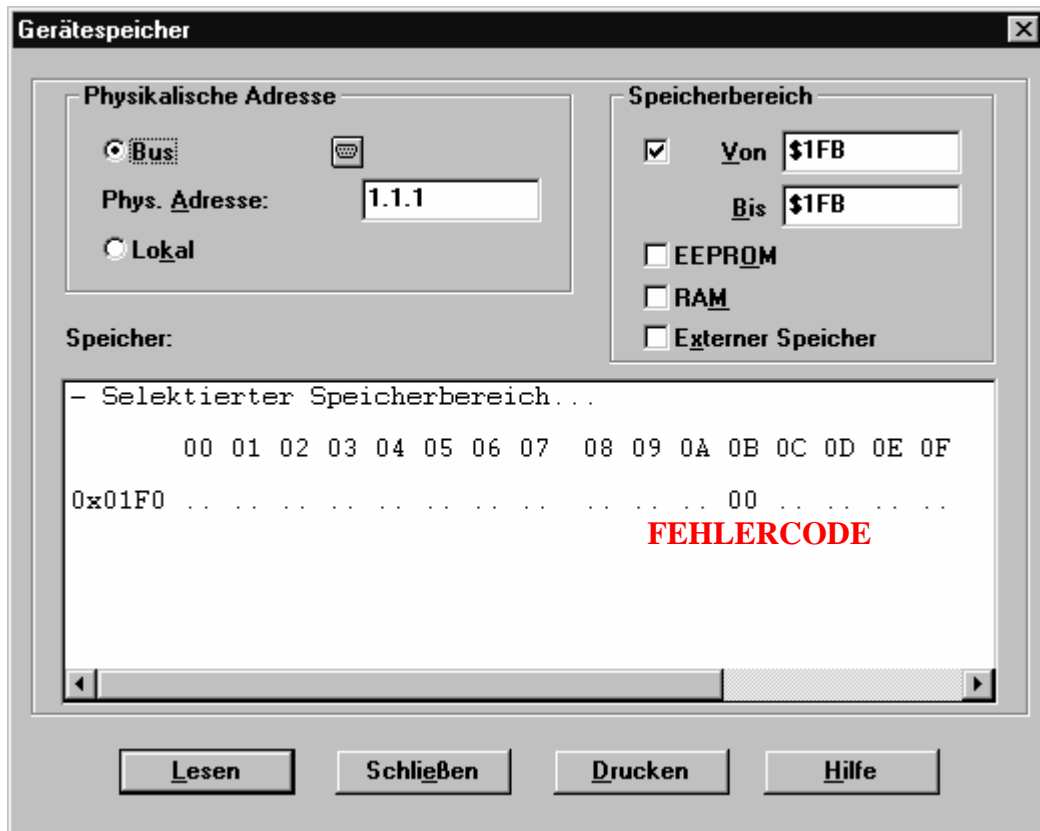 Gerätespeicher
Physikalische Adresse
Bus
Phys. Adresse: 1.1.1
Lokal
Speicherbereich
Von $1FB
Bis $1FB
EEPROM
RAM
Externer Speicher
Speicher:
- Selektierter Speicherbereich...
00 01 02 03 04 05 06 07 08 09 0A 0B 0C 0D 0E 0F
0x01F0 .. .. .. .. .. .. .. .. .. .. .. 00 .. .. .. ..
FEHLERCODE
Lesen Schließen Drucken Hilfe